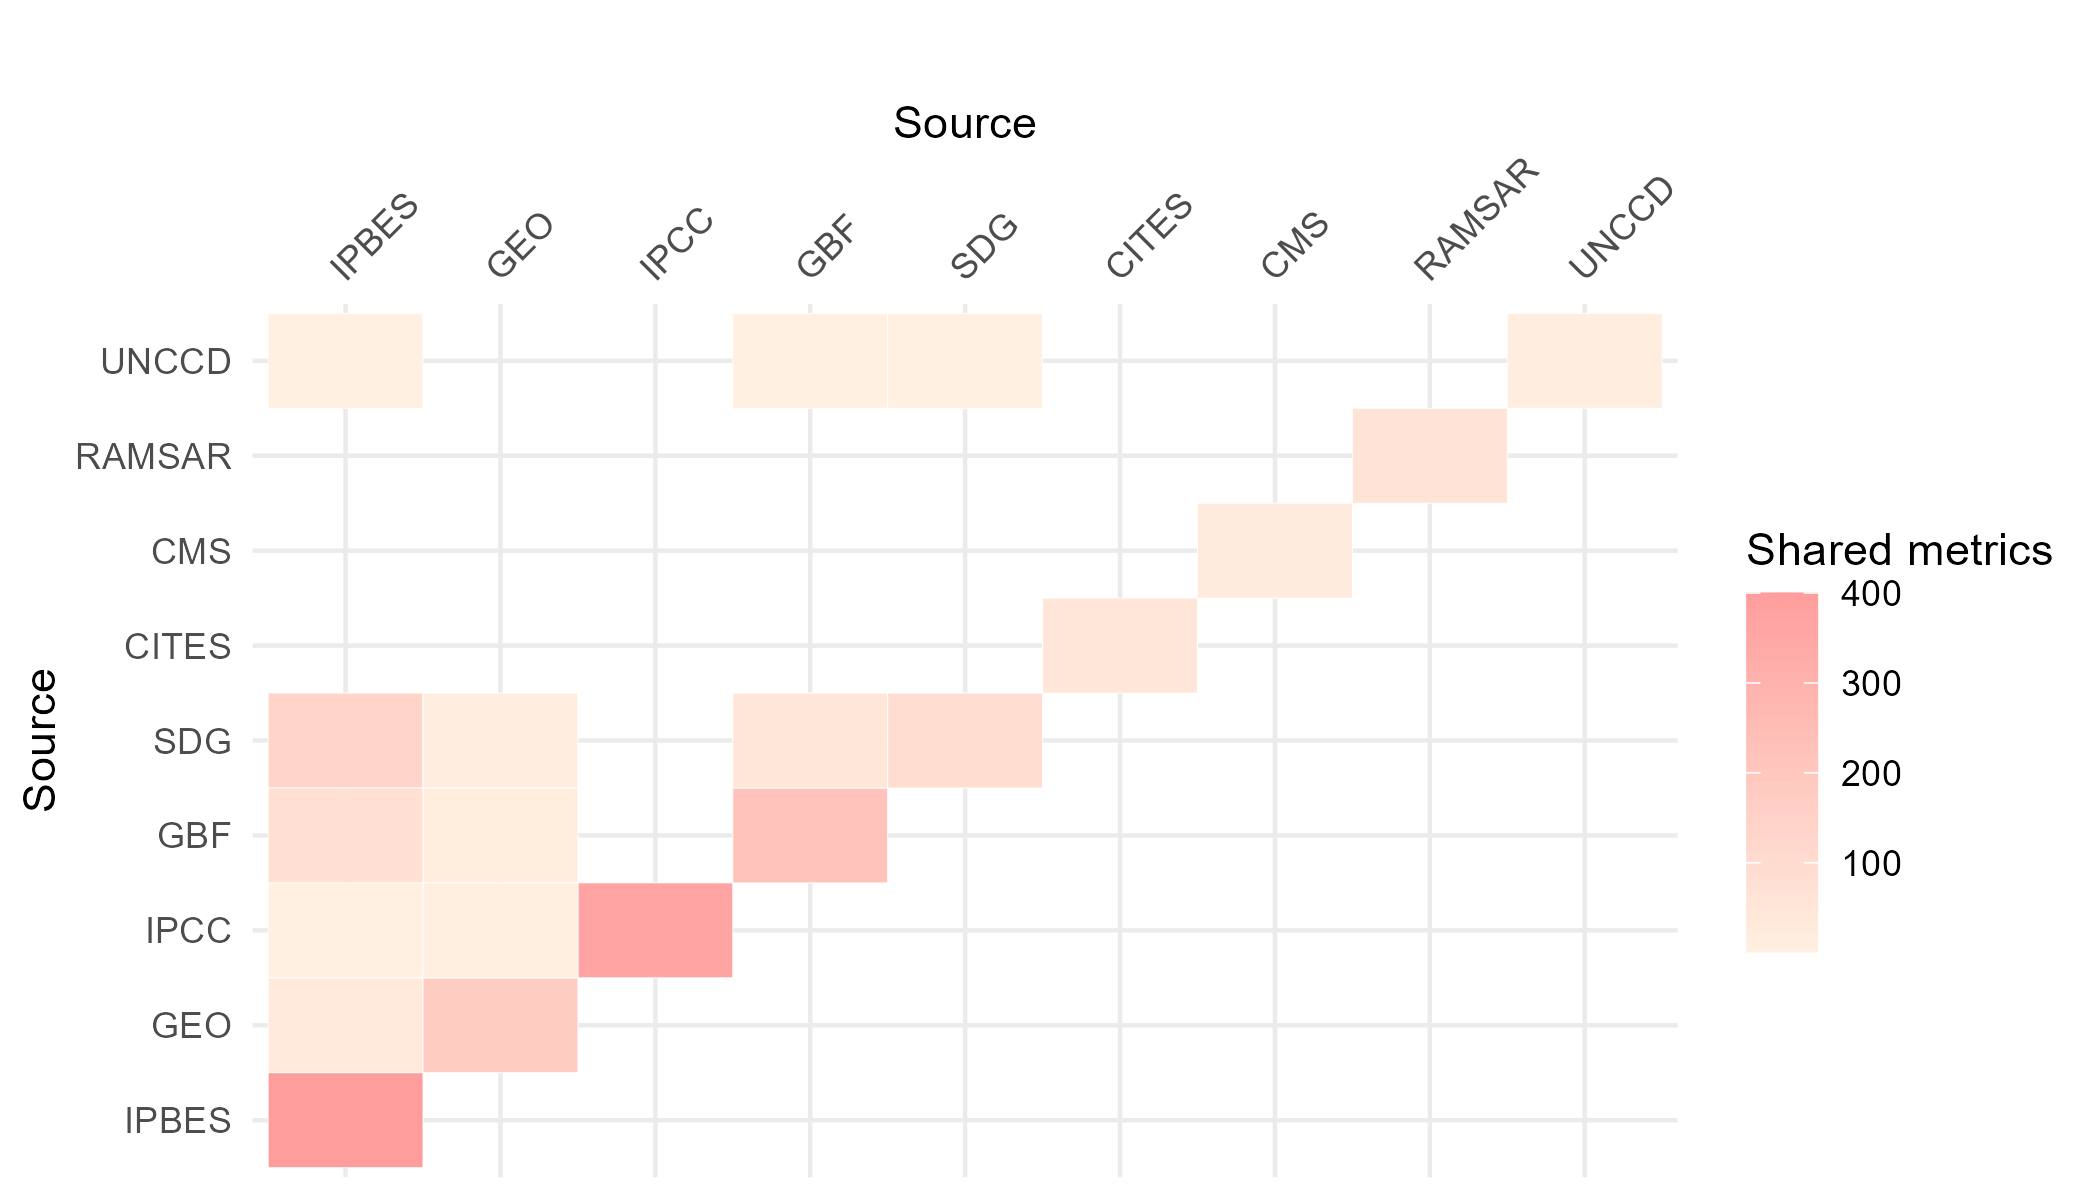 Source
IPBES
GEO
IPCC
GBF
SDG
CITES
CMS
RAMSAR
UNCCD
Source
UNCCD
RAMSAR
CMS
CITES
SDG
GBF
IPCC
GEO
IPBES
Shared metrics
400
300
200
100